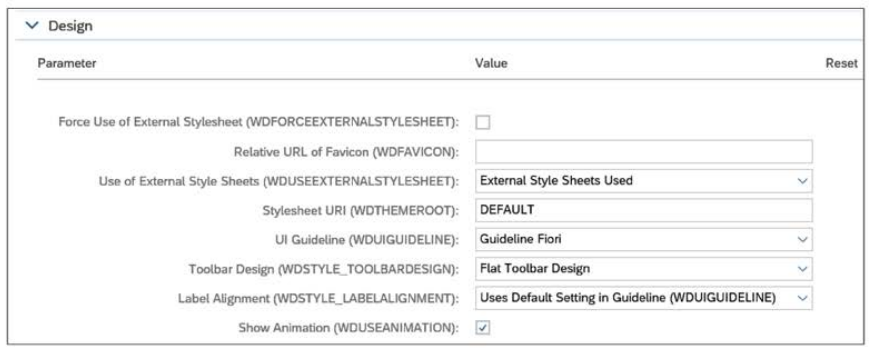 Design
Parameter Value Reset
Force Use of External Stylesheet (WDFORCEEXTERNALSTYLESHEET):
Relative URL of Favicon (WDFAVICON):
Use of External Style Sheets (WDUSEEXTERNALSTYLESHEET): External Style Sheets Used
Stylesheet URI (WDTHEMEROOT): DEFAULT
UI Guideline (WDUIGUIDELINE): Guideline Fiori
Toolbar Design (WDSTYLE_TOOLBARDESIGN): Flat Toolbar Design
Label Alignment (WDSTYLE_LABELALIGNMENT): Uses Default Setting in Guideline (WDUIGUIDELINE)
Show Animation (WDUSEANIMATION):